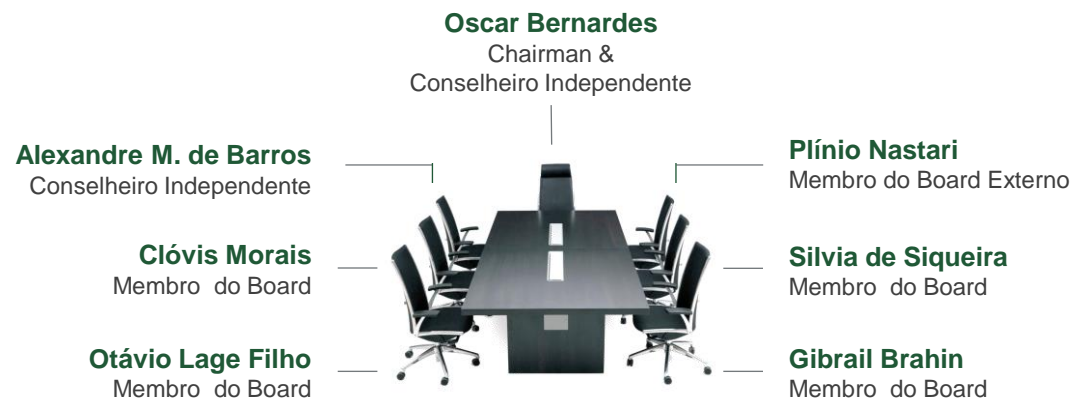 Oscar Bernardes
Chairman &
Conselheiro Independente
Alexandre M. de Barros
Conselheiro Independente
Plínio Nastari
Membro do Board Externo
Clóvis Morais
Membro do Board
Silvia de Siqueira
Membro do Board
Otávio Lage Filho
Membro do Board
Gibrail Brahin
Membro do Board